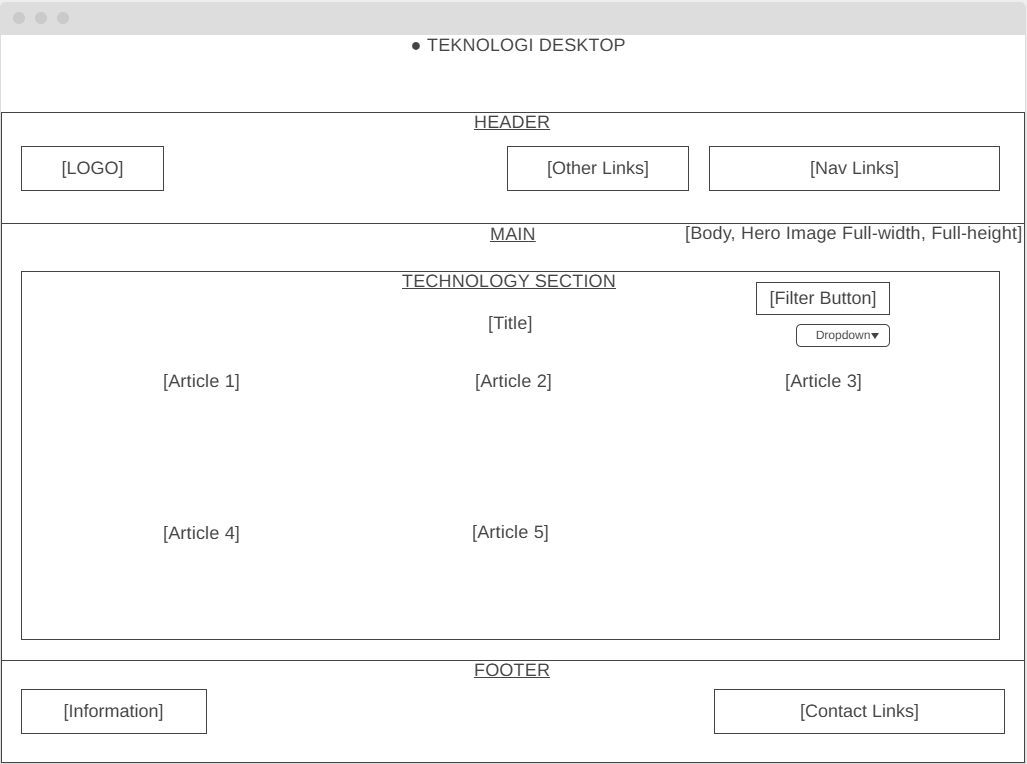 ● TEKNOLOGI DESKTOP
HEADER
[LOGO]
[Other Links]
[Nav Links]
MAIN
[Body, Hero Image Full-width, Full-height]
TECHNOLOGY SECTION
[Filter Button]
[Title]
Dropdown▾
[Article 1]
[Article 2]
[Article 3]
[Article 4]
[Article 5]
FOOTER
[Information]
[Contact Links]